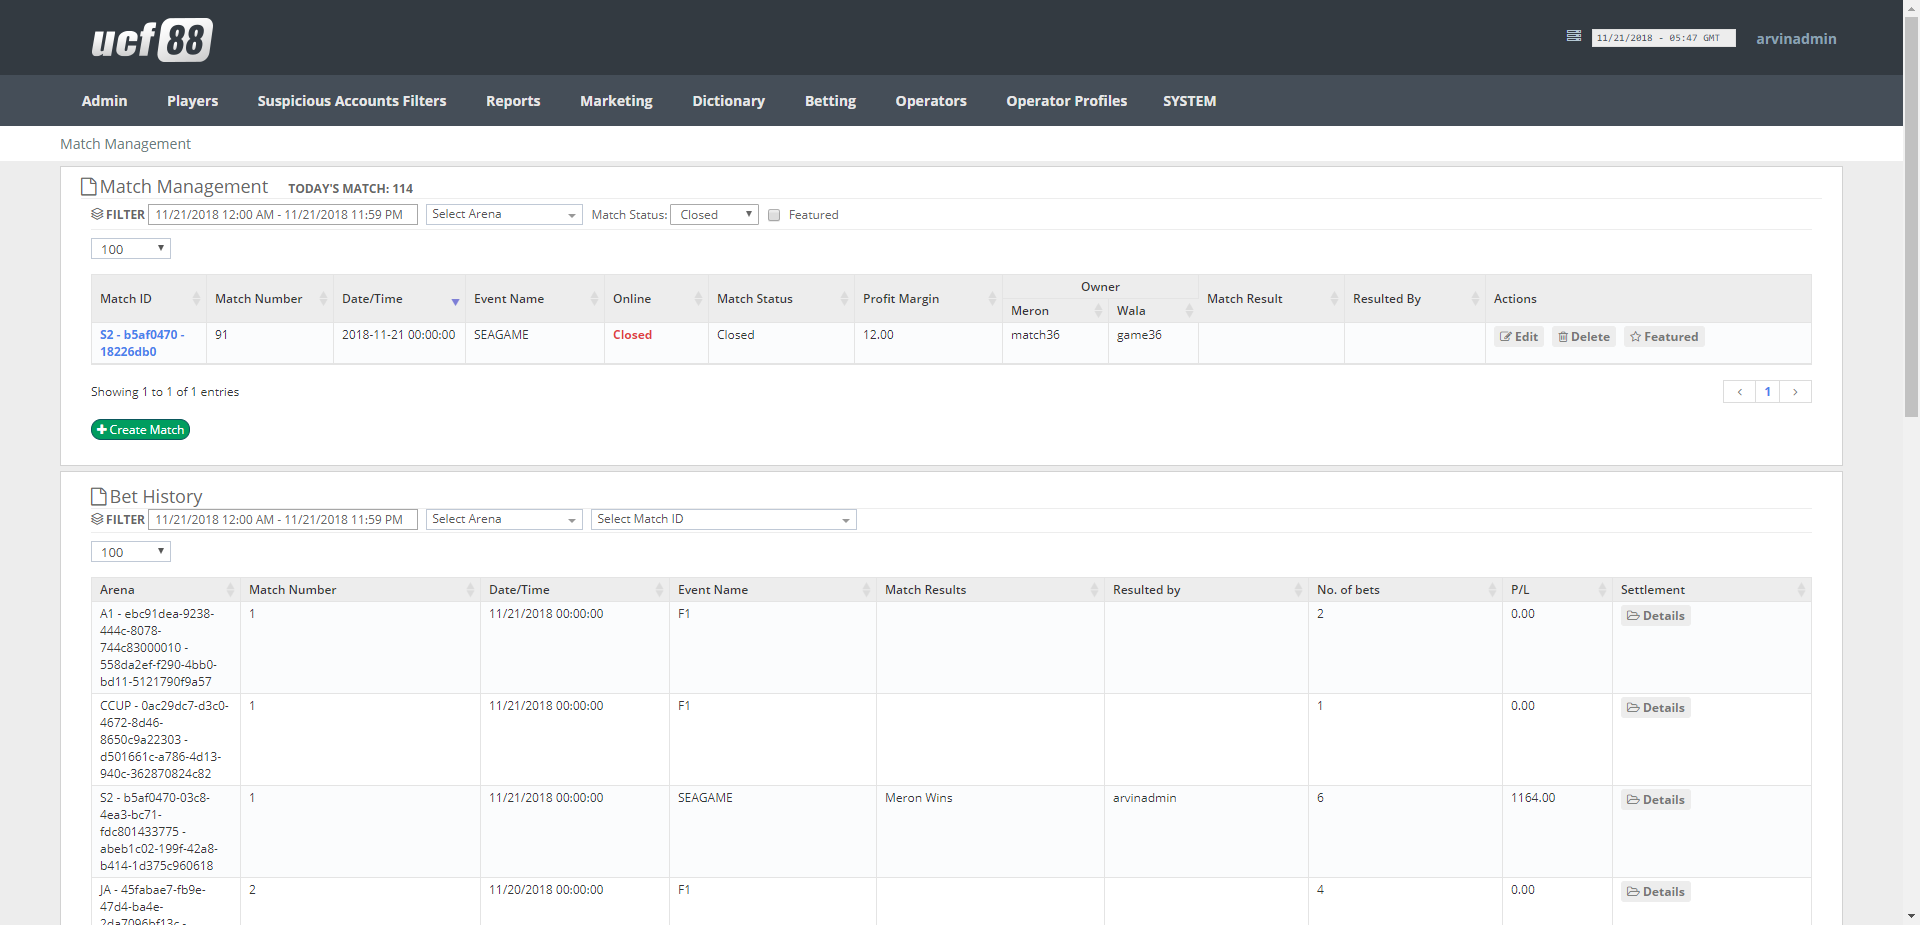 ucf88
11/21/2018 - 05:47 GMT
arvinadmin
Admin Players Suspicious Accounts Filters Reports Marketing Dictionary Betting Operators Operator Profiles SYSTEM
Match Management
Match Management TODAY'S MATCH: 114
FILTER 11/21/2018 12:00 AM - 11/21/2018 11:59 PM Select Arena Match Status: Closed Featured
100
Owner
Match ID Match Number Date/Time Event Name Online Match Status Profit Margin Match Result Resulted By Actions
Meron Wala
S2 - b5af0470 - 91 2018-11-21 00:00:00 SEAGAME Closed Closed 12.00 match36 game36 Edit Delete Featured
18226db0
Showing 1 to 1 of 1 entries ‹ 1 ›
Create Match
Bet History
FILTER 11/21/2018 12:00 AM - 11/21/2018 11:59 PM Select Arena Select Match ID
100
Arena Match Number Date/Time Event Name Match Results Resulted by No. of bets P/L Settlement
A1 - ebc91dea-9238- 1 11/21/2018 00:00:00 F1 2 0.00 Details
444c-8078-
744c83000010 -
558da2ef-f290-4bb0-
bd11-5121790f9a57
CCUP - 0ac29dc7-d3c0- 1 11/21/2018 00:00:00 F1 1 0.00 Details
4672-8d46-
8650c9a22303 -
d501661c-a786-4d13-
940c-362870824c82
S2 - b5af0470-03c8- 1 11/21/2018 00:00:00 SEAGAME Meron Wins arvinadmin 6 1164.00 Details
4ea3-bc71-
fdc801433775 -
abeb1c02-199f-42a8-
b414-1d375c960618
JA - 45fabae7-fb9e- 2 11/20/2018 00:00:00 F1 4 0.00 Details
47d4-ba4e-
2da7096bf13c -